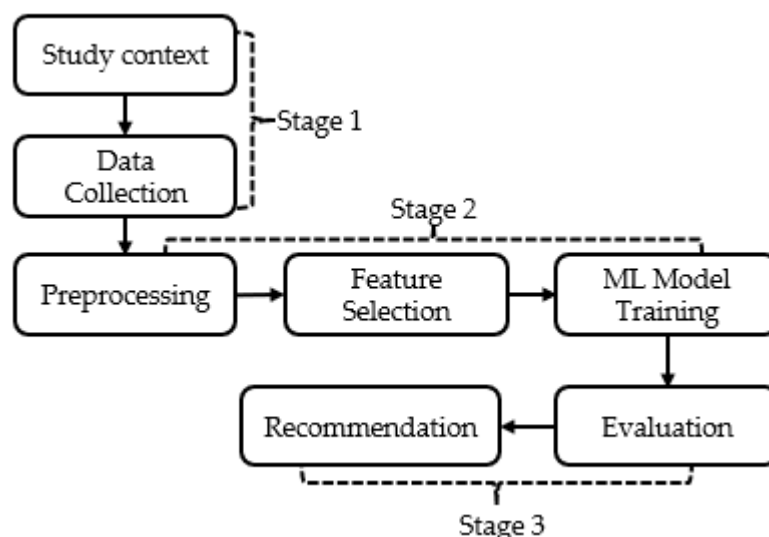 Study context
Stage 1
Data
Collection
Stage 2
Preprocessing
Feature
Selection
ML Model
Training
Recommendation
Evaluation
Stage 3